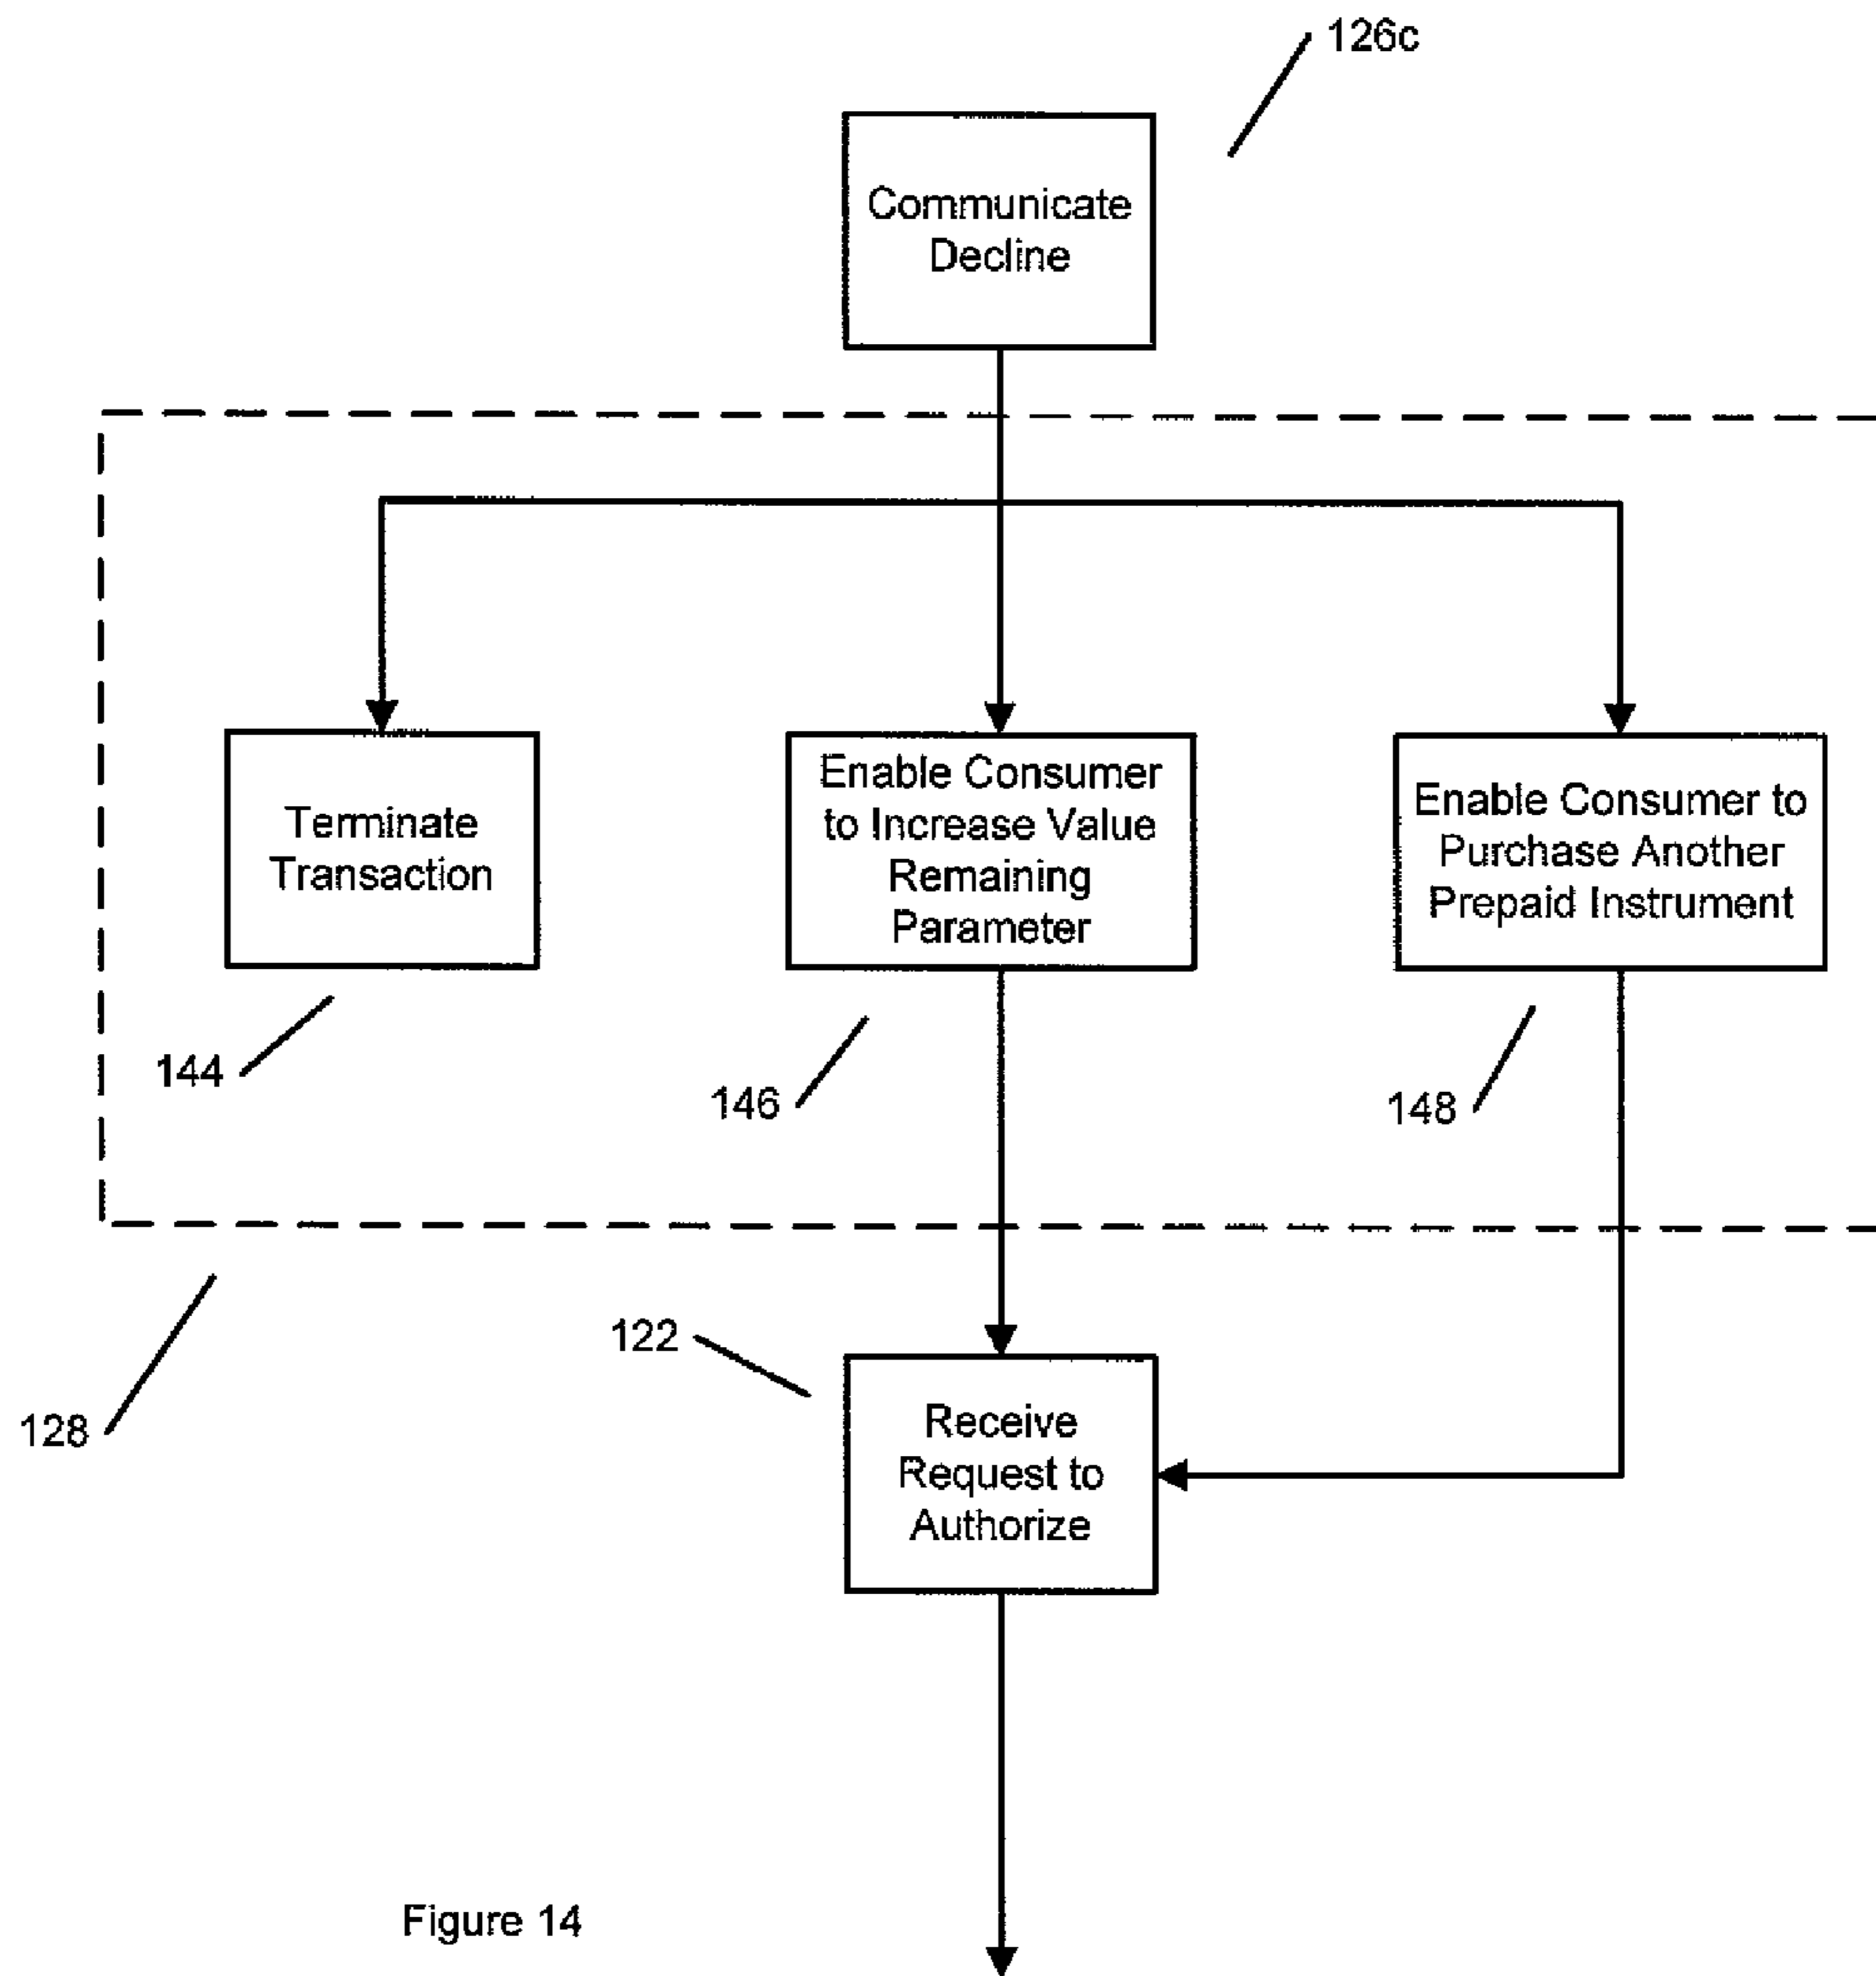 126c
Communicate
Decline
Terminate
Transaction
Enable Consumer
to Increase Value
Remaining
Parameter
Enable Consumer to
Purchase Another
Prepaid Instrument
144
146
148
128
122
Receive
Request to
Authorize
Figure 14